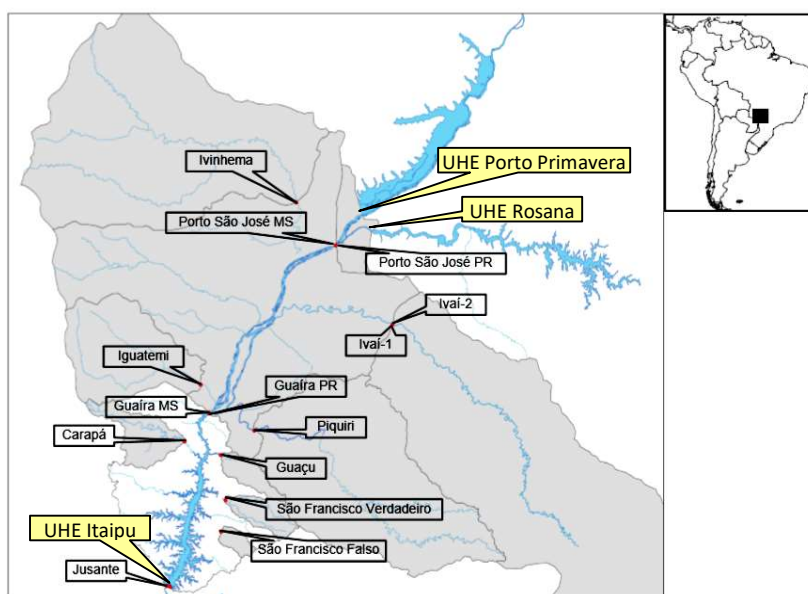 UHE Porto Primavera
Ivinhema
UHE Rosana
Porto São José MS
Porto São José PR
Ivaí-2
Ivaí-1
Iguatemi
Guaíra PR
Guaíra MS
Piquiri
Carapá
Guaçu
São Francisco Verdadeiro
UHE Itaipu
São Francisco Falso
Jusante